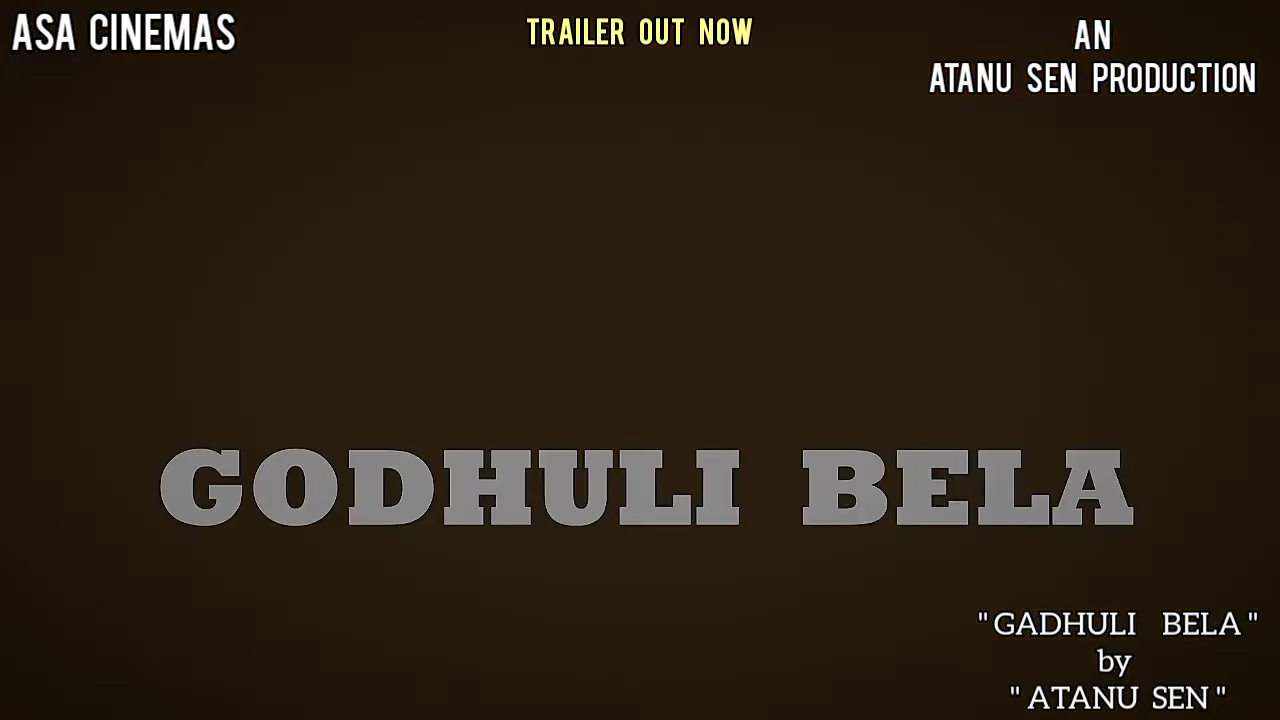 ASA CINEMAS
TRAILER OUT NOW
AN
ATANU SEN PRODUCTION
GODHULI BELA
"GADHULI BELA"
by
"ATANU SEN"